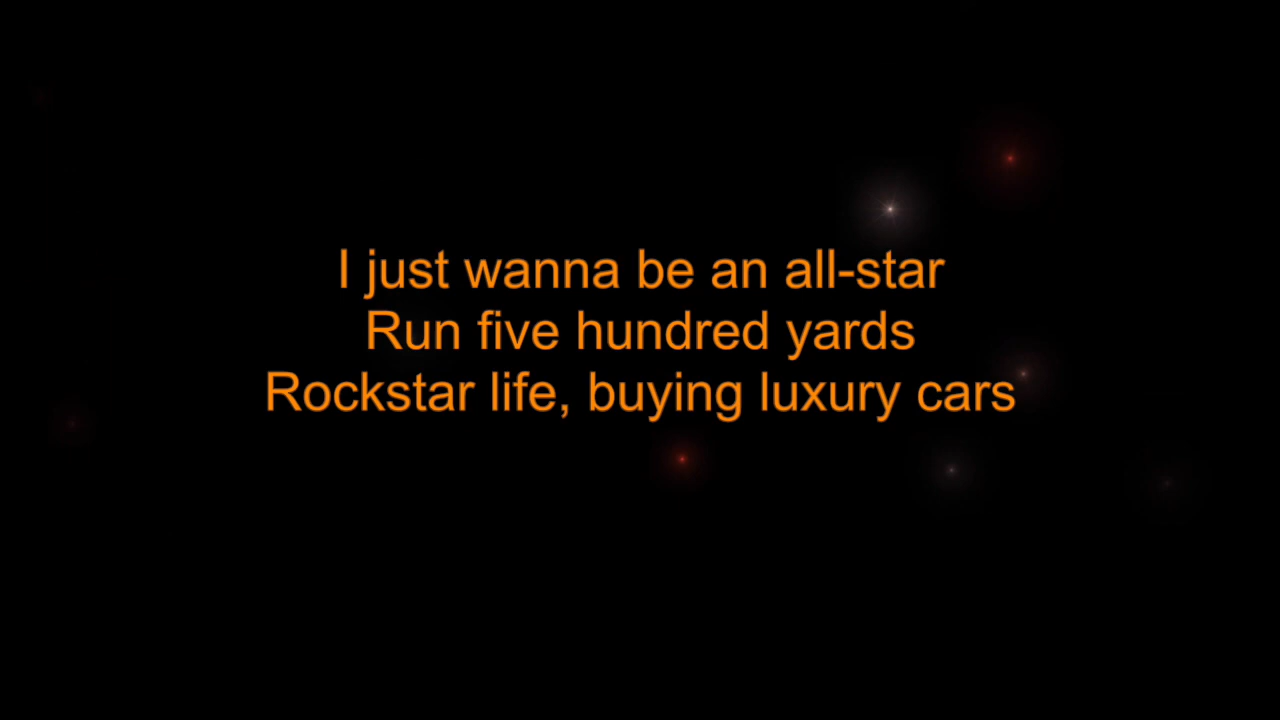 I just wanna be an all-star
Run five hundred yards
Rockstar life, buying luxury cars